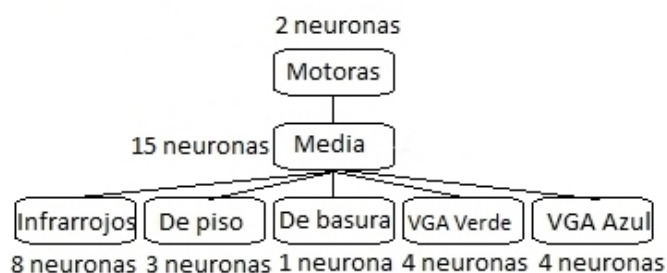 2 neuronas
Motoras
15 neuronas Media
Infrarrojos De piso De basura VGA Verde VGA Azul
8 neuronas 3 neuronas 1 neurona 4 neuronas 4 neuronas